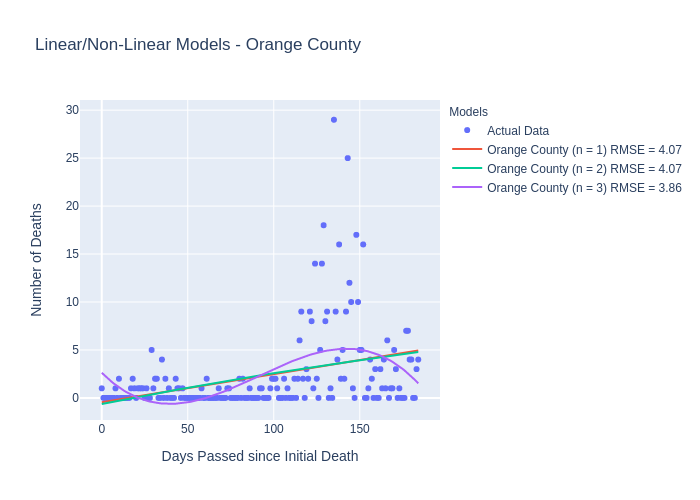 Linear/Non-Linear Models - Orange County
Models
Actual Data
Orange County (n = 1) RMSE = 4.07
Orange County (n = 2) RMSE = 4.07
Orange County (n = 3) RMSE = 3.86
Number of Deaths
30
25
20
15
10
5
0
0 50 100 150
Days Passed since Initial Death